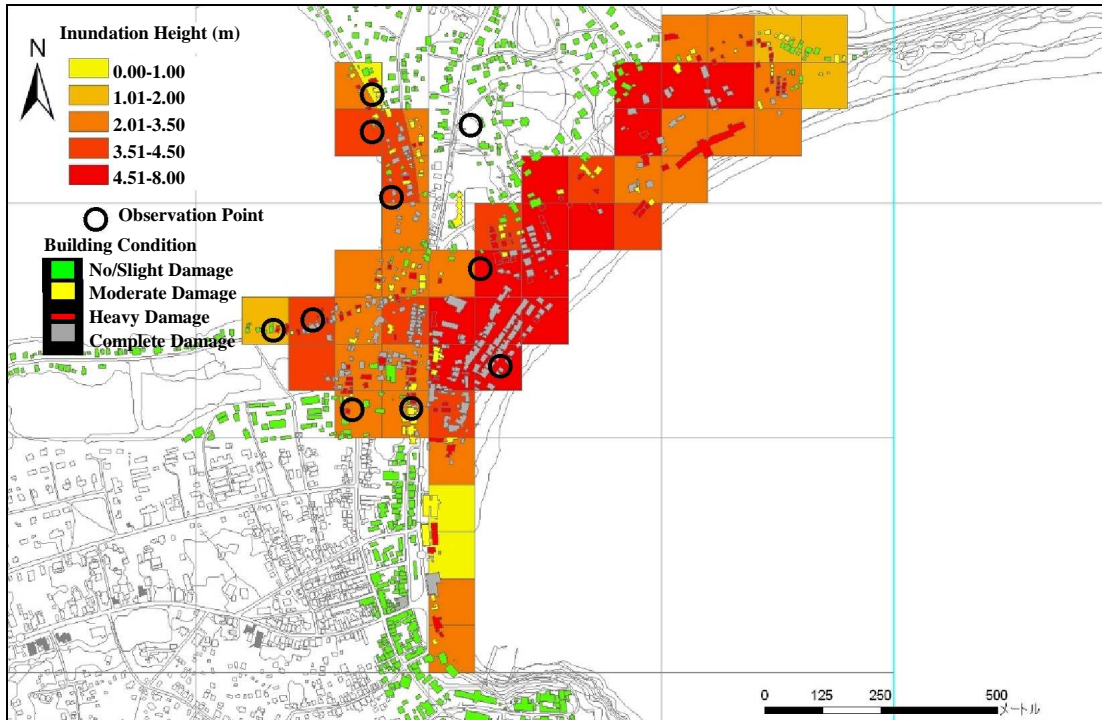 Inundation Height (m)
N
0.00-1.00
1.01-2.00
2.01-3.50
3.51-4.50
4.51-8.00
Observation Point
Building Condition
No/Slight Damage
Moderate Damage
Heavy Damage
Complete Damage
0 125 250 500
メートル